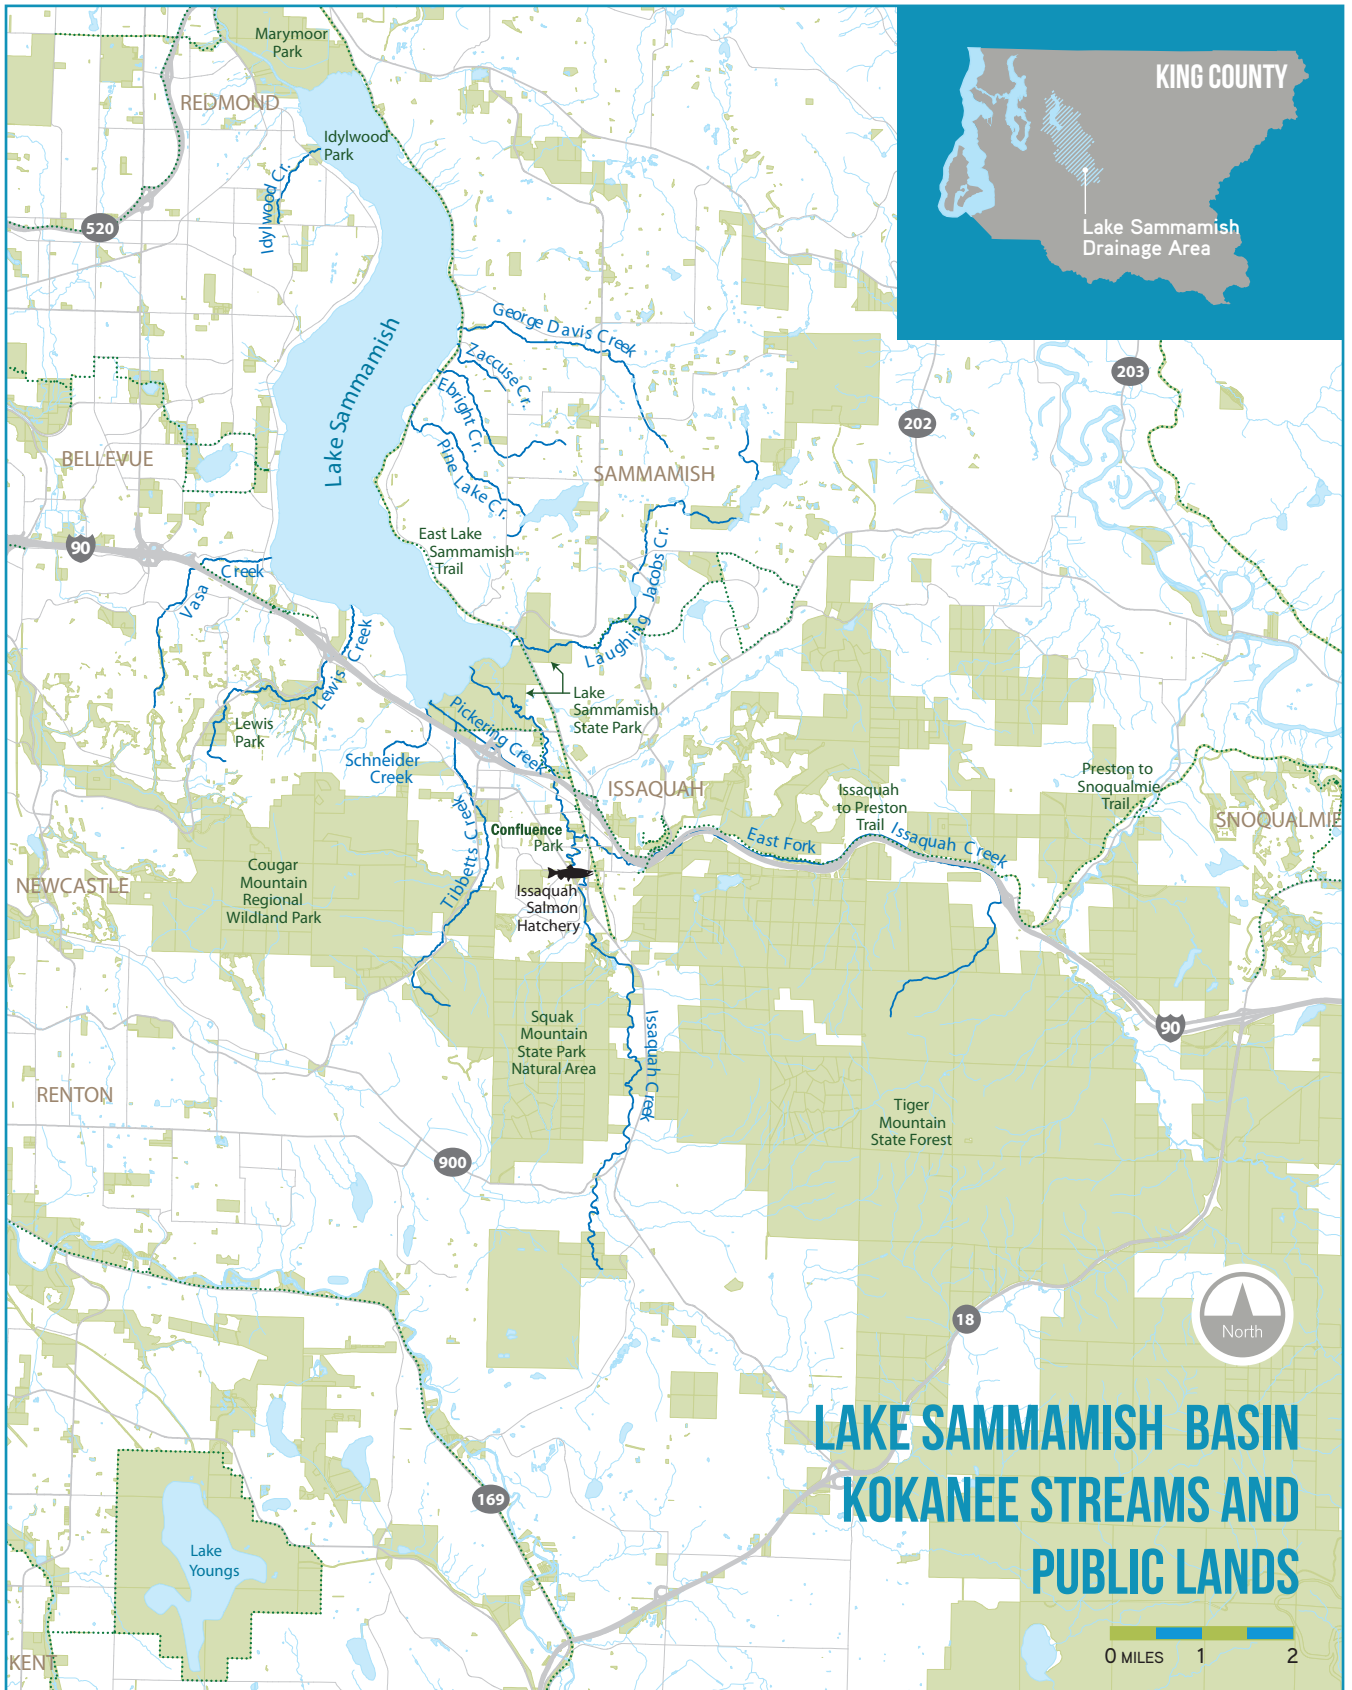 Marymoor
Park
REDMOND
Idylwood
Park
Idylwood Cr.
520
KING COUNTY
Lake Sammamish
Drainage Area
George Davis Creek
Zaccuse Cr.
Ebright Cr.
Pine Lake Cr.
Lake Sammamish
203
202
BELLEVUE
SAMMAMISH
East Lake
Sammamish
Trail
90
Vasa Creek
Laughing Jacobs Cr.
Lewis Creek
Lewis
Park
Lake
Sammamish
State Park
Pickering Creek
Schneider
Creek
ISSAQUAH
Issaquah
to Preston
Trail
Preston to
Snoqualmie
Trail
SNOQUALMIE
Tibbetts Creek
Confluence
Park
East Fork Issaquah Creek
Cougar
Mountain
Regional
Wildland Park
NEWCASTLE
Issaquah
Salmon
Hatchery
Squak
Mountain
State Park
Natural Area
Issaquah Creek
90
RENTON
Tiger
Mountain
State Forest
900
18
North
LAKE SAMMAMISH BASIN
KOKANEE STREAMS AND
PUBLIC LANDS
169
Lake
Youngs
KENT
0 MILES 1 2